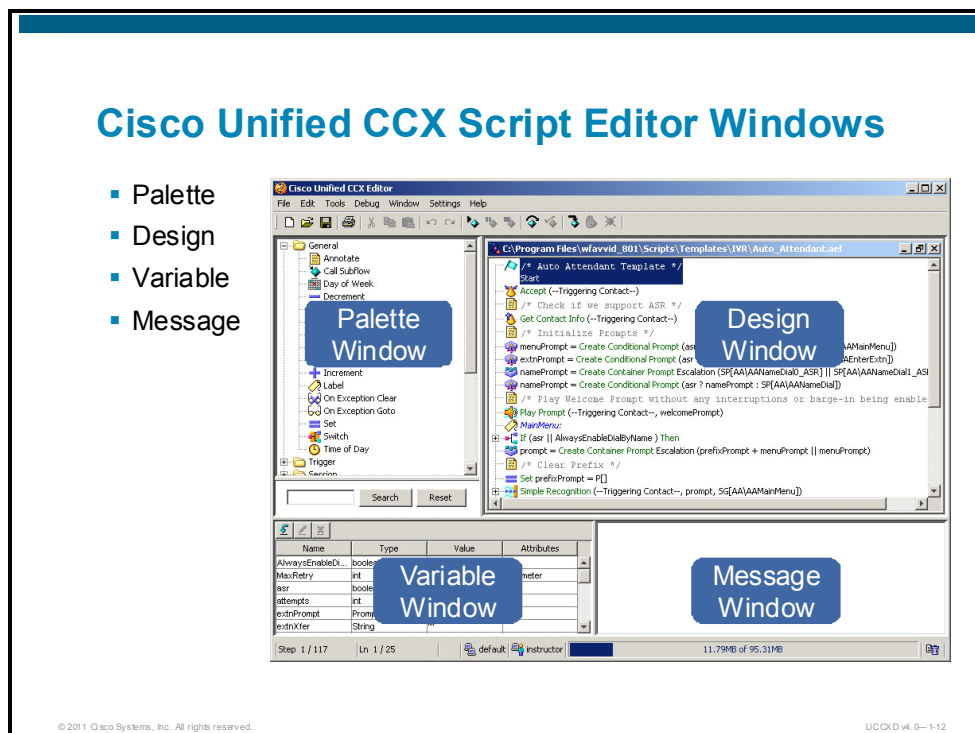 Cisco Unified CCX Script Editor Windows
Palette
Design
Variable
Message
Cisco Unified CCX Editor
File Edit Tools Debug Window Settings Help
General
Annotate
Call Subflow
Day of Week
Decrement
Palette Window
Increment
Label
On Exception Clear
On Exception Goto
Set
Switch
Time of Day
Trigger
Session
Search Reset
C:\Program Files\wfavvid_801\Scripts\Templates\IVR\Auto_Attendant.aef
/* Auto Attendant Template */
Start
Accept (--Triggering Contact--)
/* Check if we support ASR */
Get Contact Info (--Triggering Contact--)
/* Initialize Prompts */
menuPrompt = Create Conditional Prompt (asr AAMainMenu])
extnPrompt = Create Conditional Prompt (asr AAEnterExtn])
Design Window
namePrompt = Create Container Prompt Escalation (SP[AA\AANameDial0_ASR] || SP[AA\AANameDial1_ASR
namePrompt = Create Conditional Prompt (asr ? namePrompt : SP[AA\AANameDial])
/* Play Welcome Prompt without any interruptions or barge-in being enable
Play Prompt (--Triggering Contact--, welcomePrompt)
MainMenu:
If (asr || AlwaysEnableDialByName ) Then
prompt = Create Container Prompt Escalation (prefixPrompt + menuPrompt || menuPrompt)
/* Clear Prefix */
Set prefixPrompt = P[]
Simple Recognition (--Triggering Contact--, prompt, SG[AA\AAMainMenu])
Name Type Value Attributes
AlwaysEnableDi... boolea
MaxRetry int meter
asr boole
attempts int
extnPrompt Promp
extnXfer String ""
Variable Window
Message Window
Step 1 / 117 Ln 1 / 25 default instructor 11.79MB of 95.31MB
© 2011 Cisco Systems, Inc. All rights reserved. UCCXD v4.0—1-12